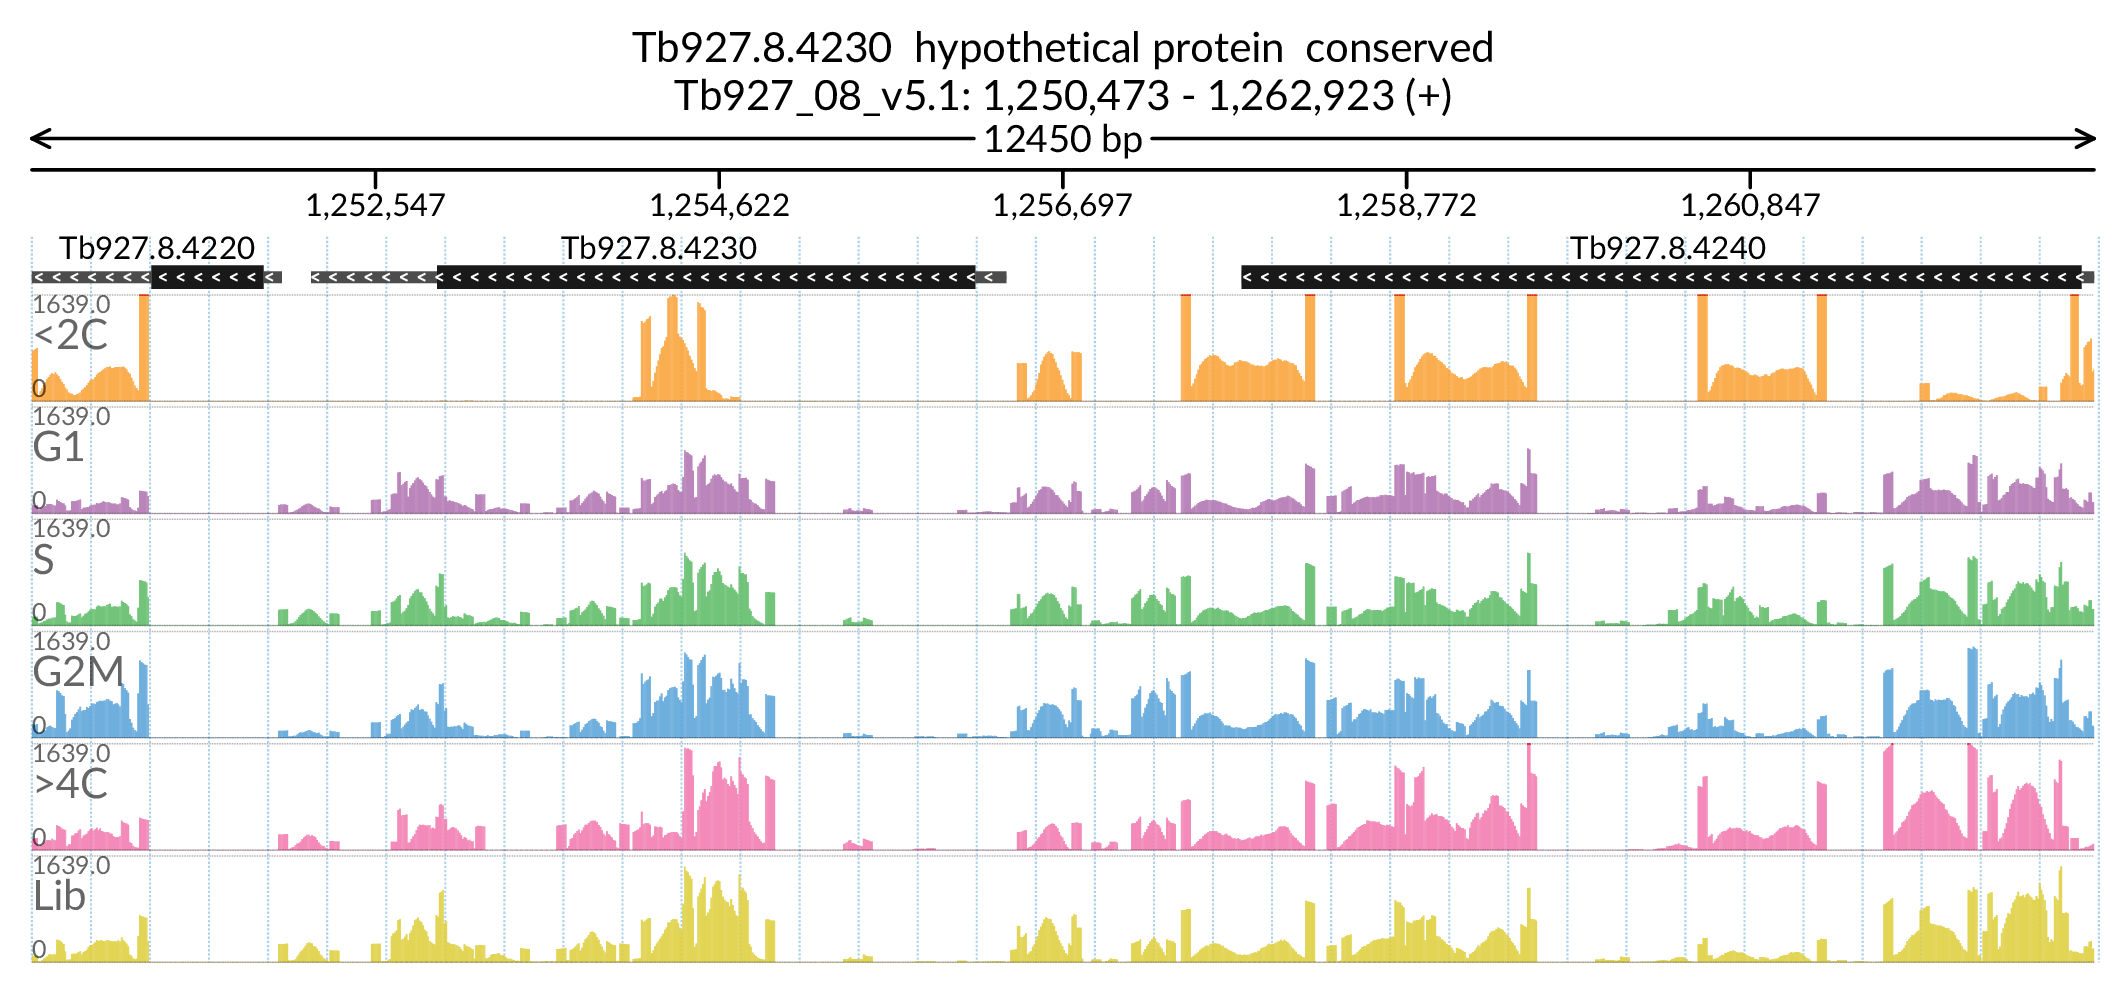 Tb927.8.4230 hypothetical protein conserved
Tb927_08_v5.1: 1,250,473 - 1,262,923 (+)
12450 bp
1,252,547 1,254,622 1,256,697 1,258,772 1,260,847
Tb927.8.4220 Tb927.8.4230 Tb927.8.4240
1639.0
<2C
0
1639.0
G1
0
1639.0
S
0
1639.0
G2M
0
1639.0
>4C
0
1639.0
Lib
0